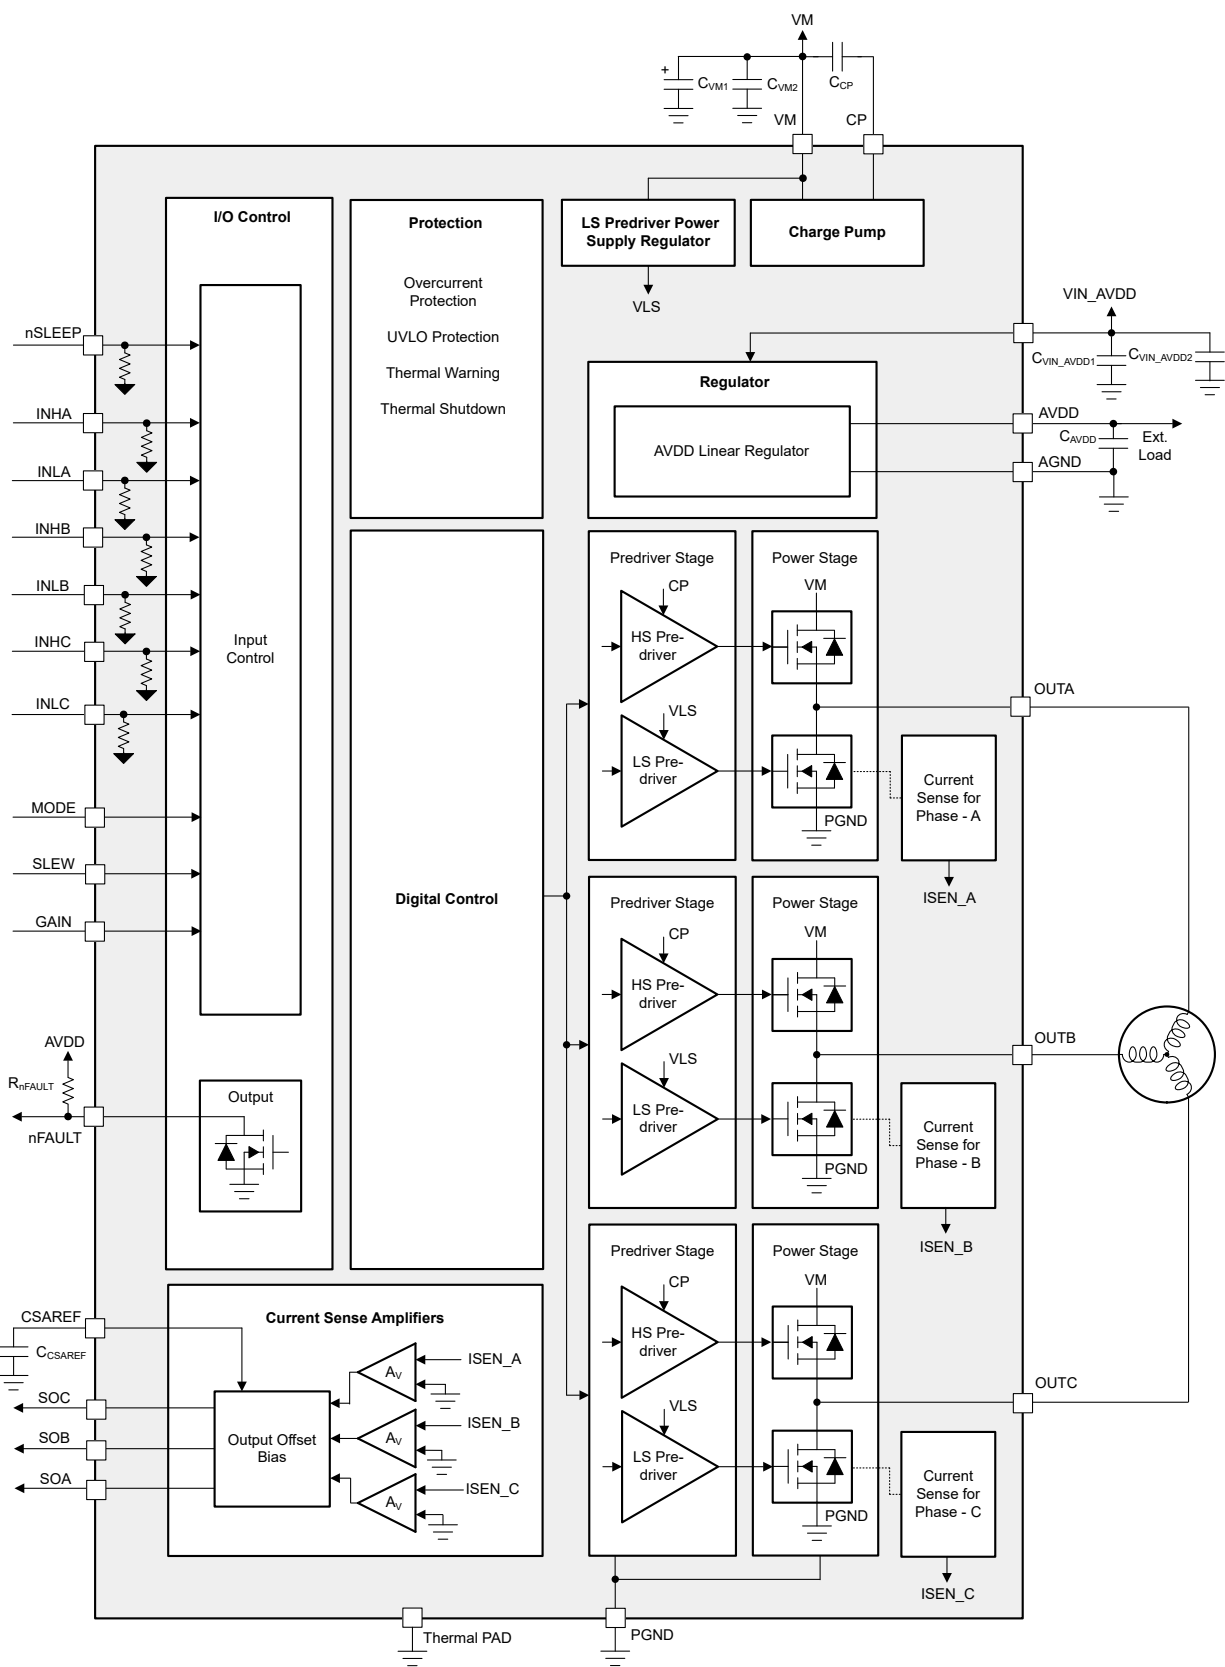 VM
+
CVM1
CVM2
CCP
VM
CP
I/O Control
Protection
Overcurrent
Protection
UVLO Protection
Thermal Warning
Thermal Shutdown
LS Predriver Power
Supply Regulator
VLS
Charge Pump
VIN_AVDD
CVIN_AVDD1
CVIN_AVDD2
Regulator
AVDD Linear Regulator
AVDD
CAVDD
Ext.
Load
AGND
nSLEEP
INHA
INLA
INHB
INLB
INHC
INLC
MODE
SLEW
GAIN
Input
Control
AVDD
RnFAULT
nFAULT
Output
Digital Control
Predriver Stage
CP
HS Pre-
driver
VLS
LS Pre-
driver
Power Stage
VM
PGND
OUTA
Current
Sense for
Phase - A
ISEN_A
Predriver Stage
CP
HS Pre-
driver
VLS
LS Pre-
driver
Power Stage
VM
PGND
OUTB
Current
Sense for
Phase - B
ISEN_B
Predriver Stage
CP
HS Pre-
driver
VLS
LS Pre-
driver
Power Stage
VM
PGND
OUTC
Current
Sense for
Phase - C
ISEN_C
CSAREF
CCSAREF
SOC
SOB
SOA
Current Sense Amplifiers
Output Offset
Bias
AV
ISEN_A
AV
ISEN_B
AV
ISEN_C
Thermal PAD
PGND